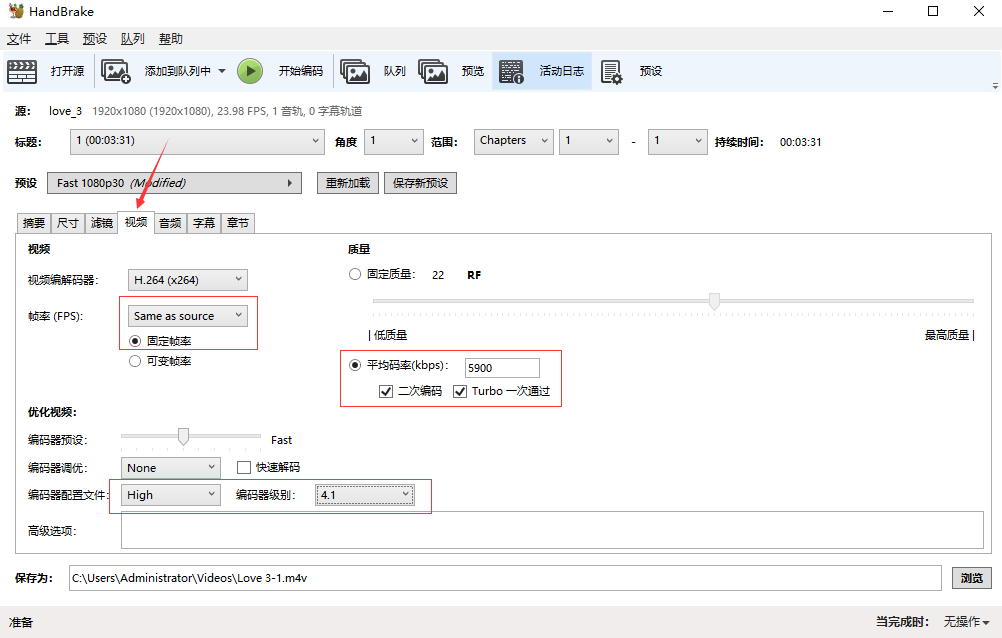 HandBrake
文件 工具 预设 队列 帮助
打开源 添加到队列中 开始编码 队列 预览 活动日志 预设
源: love_3 1920x1080 (1920x1080), 23.98 FPS, 1 音轨, 0 字幕轨道
标题: 1 (00:03:31) 角度 1 范围: Chapters 1 - 1 持续时间: 00:03:31
预设 Fast 1080p30 (Modified) 重新加载 保存新预设
摘要 尺寸 滤镜 视频 音频 字幕 章节
视频 质量
视频编解码器: H.264 (x264) 固定质量: 22 RF
帧率 (FPS): Same as source
固定帧率 | 低质量 最高质量 |
可变帧率 平均码率(kbps): 5900
二次编码 Turbo 一次通过
优化视频:
编码器预设: Fast
编码器调优: None 快速解码
编码器配置文件: High 编码器级别: 4.1
高级选项:
保存为: C:\Users\Administrator\Videos\Love 3-1.m4v 浏览
准备 当完成时: 无操作